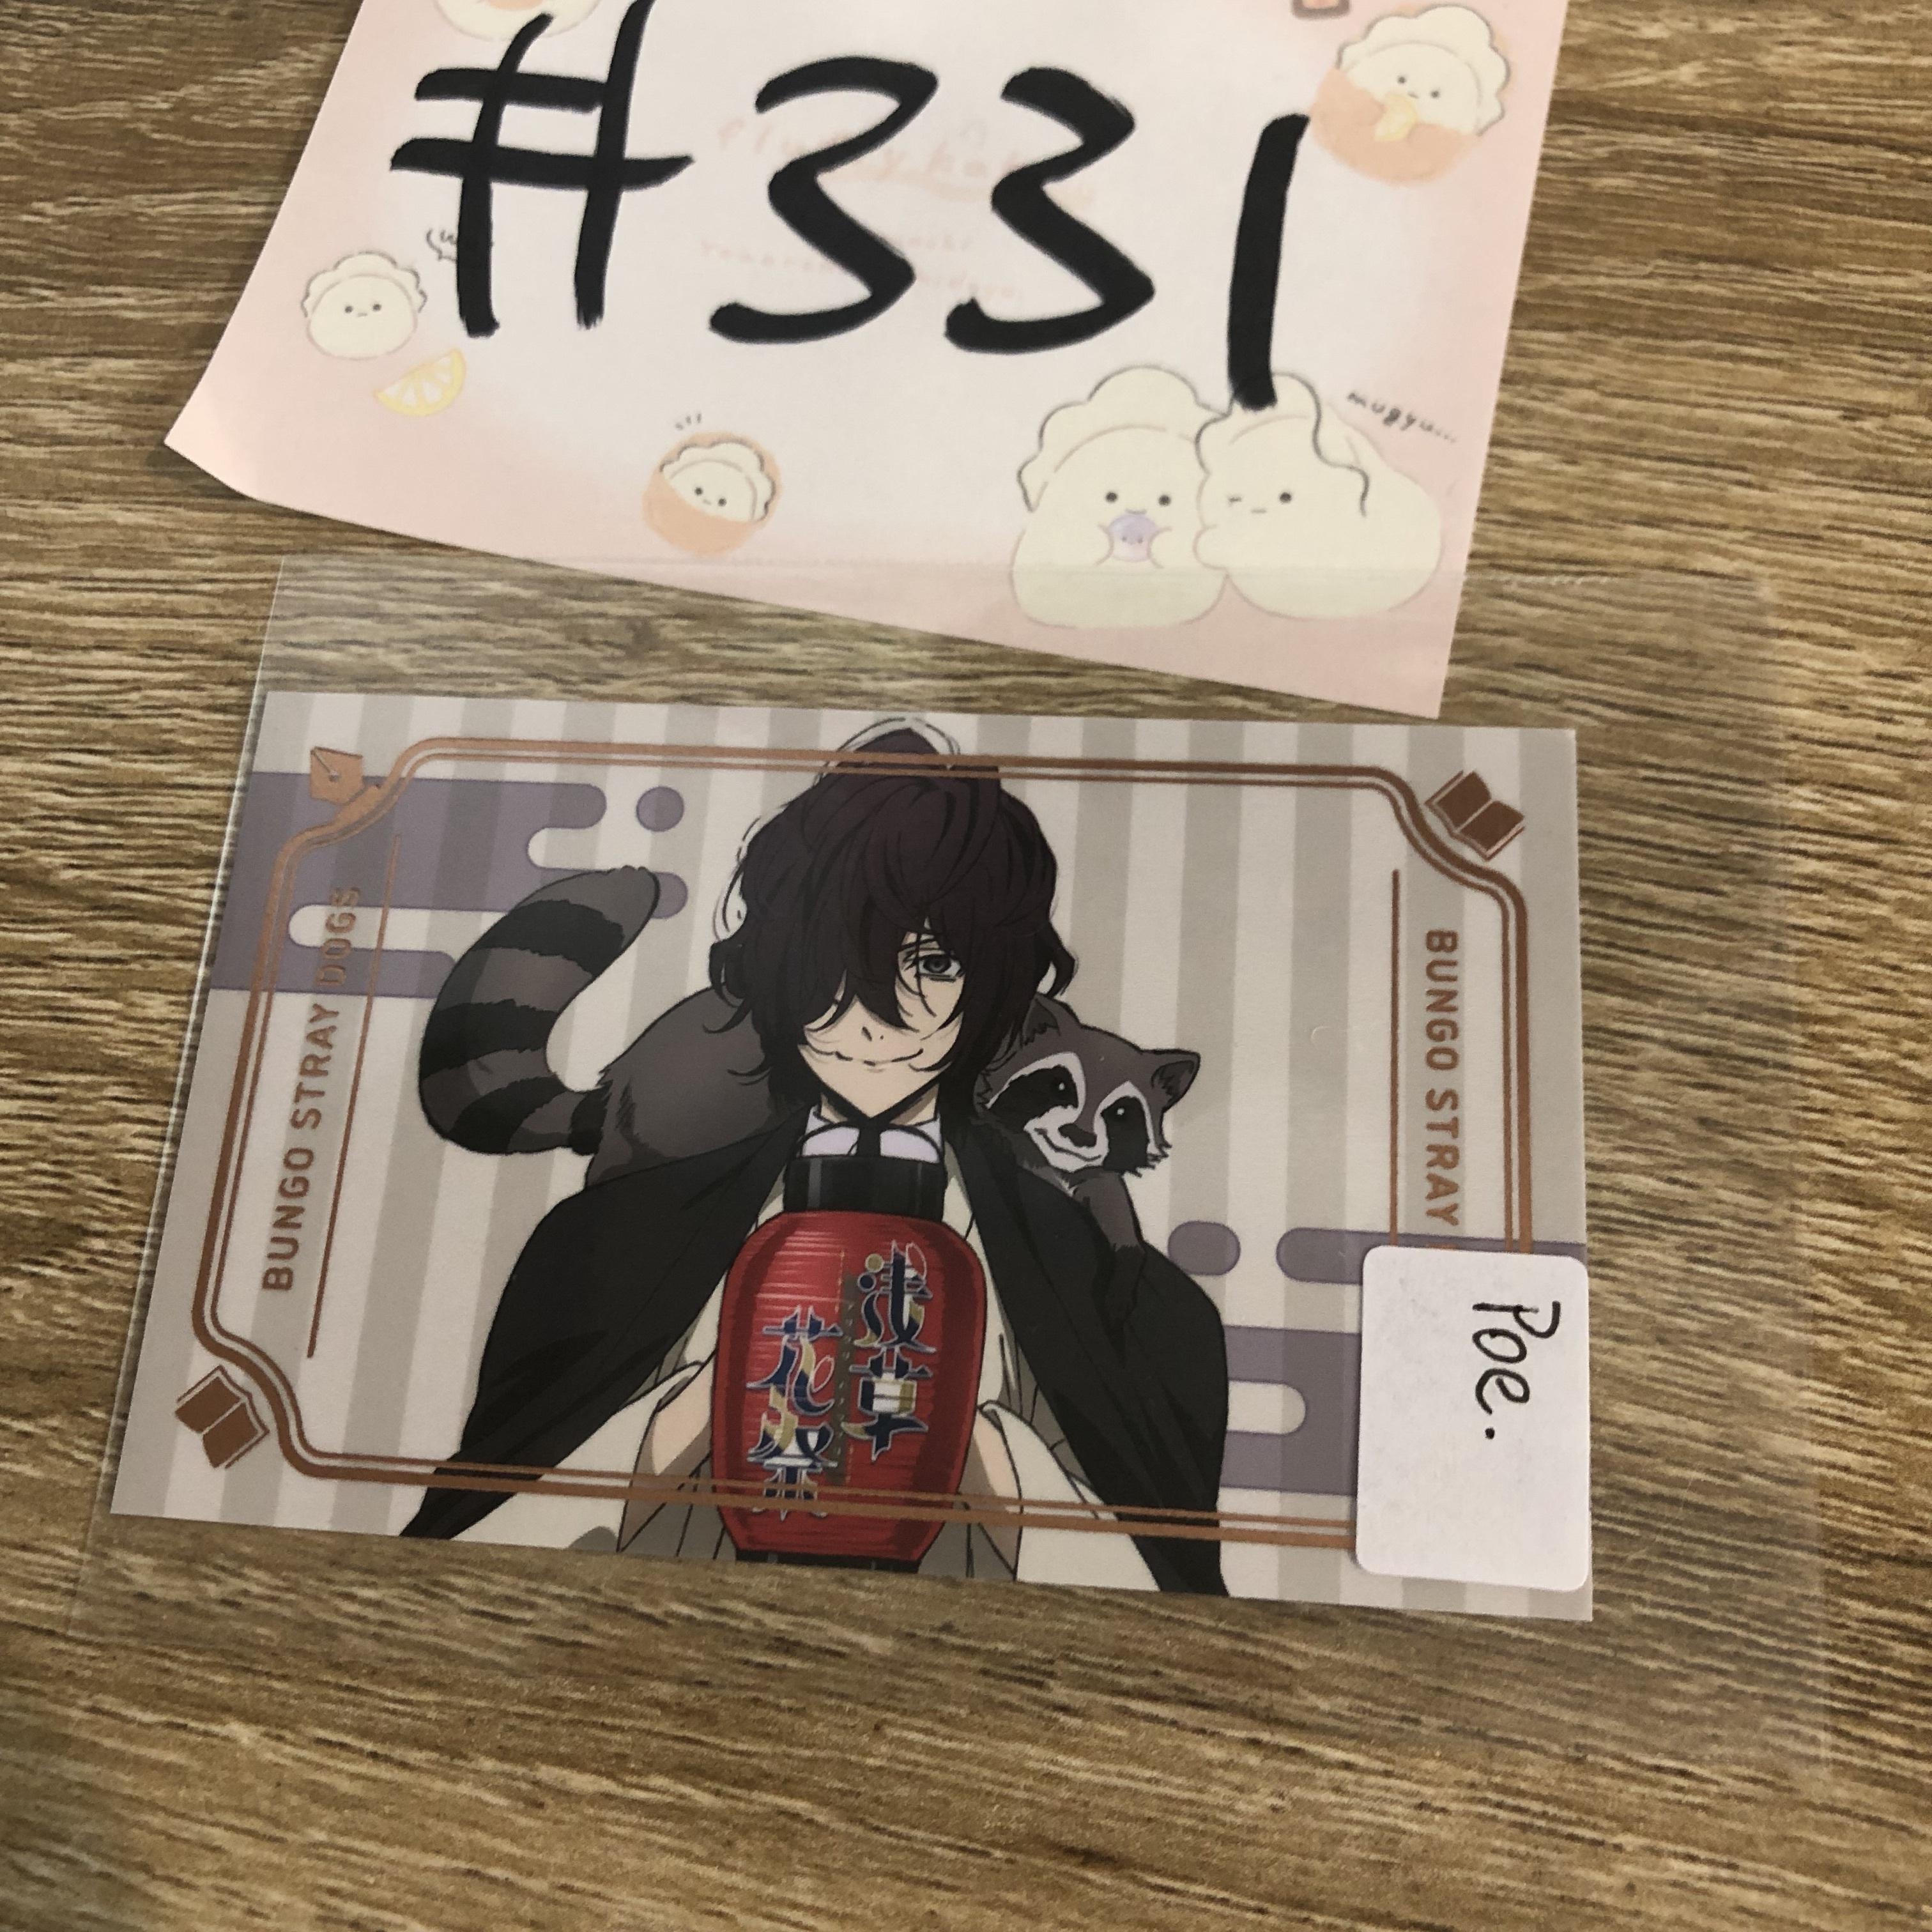 #331
mugyu...
BUNGO STRAY DOGS
BUNGO STRAY
浅草
花祭
Poe.